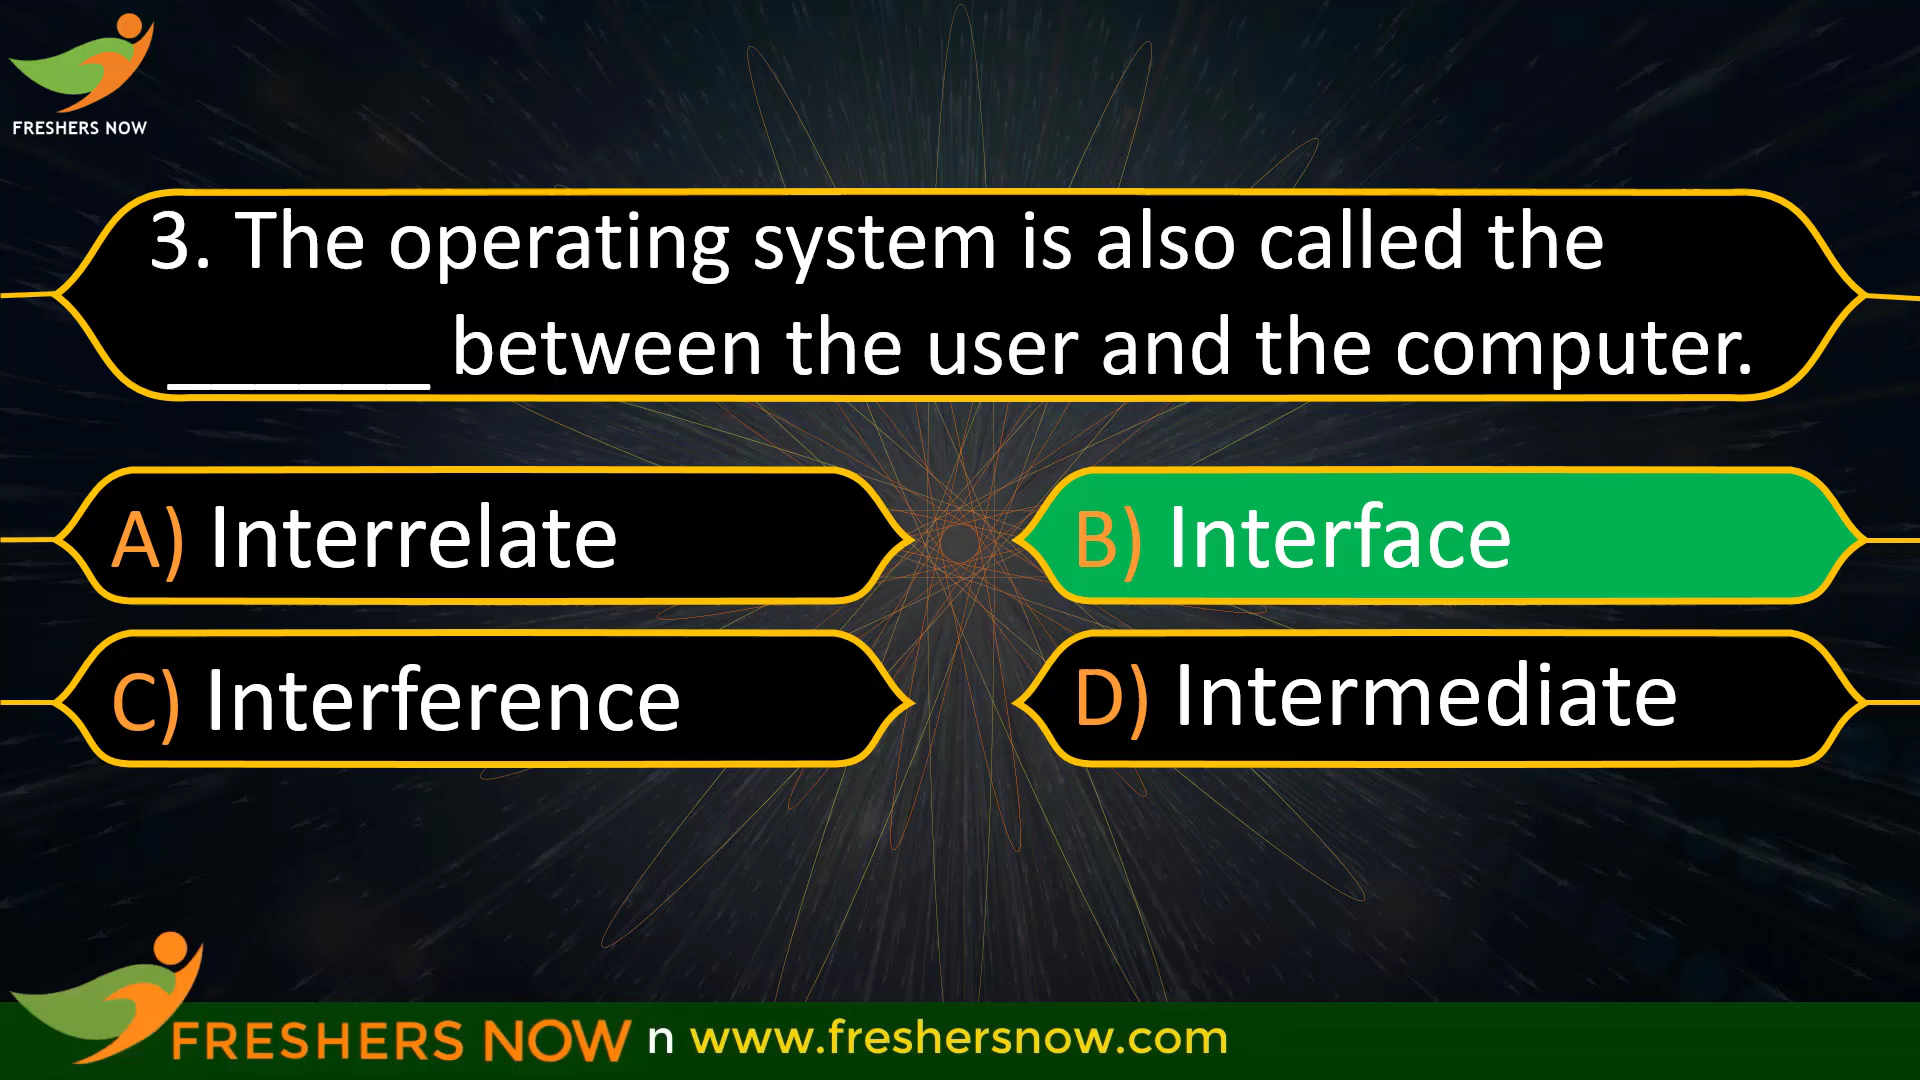 FRESHERS NOW
3. The operating system is also called the
______ between the user and the computer.
A) Interrelate
B) Interface
C) Interference
D) Intermediate
FRESHERS NOW n www.freshersnow.com